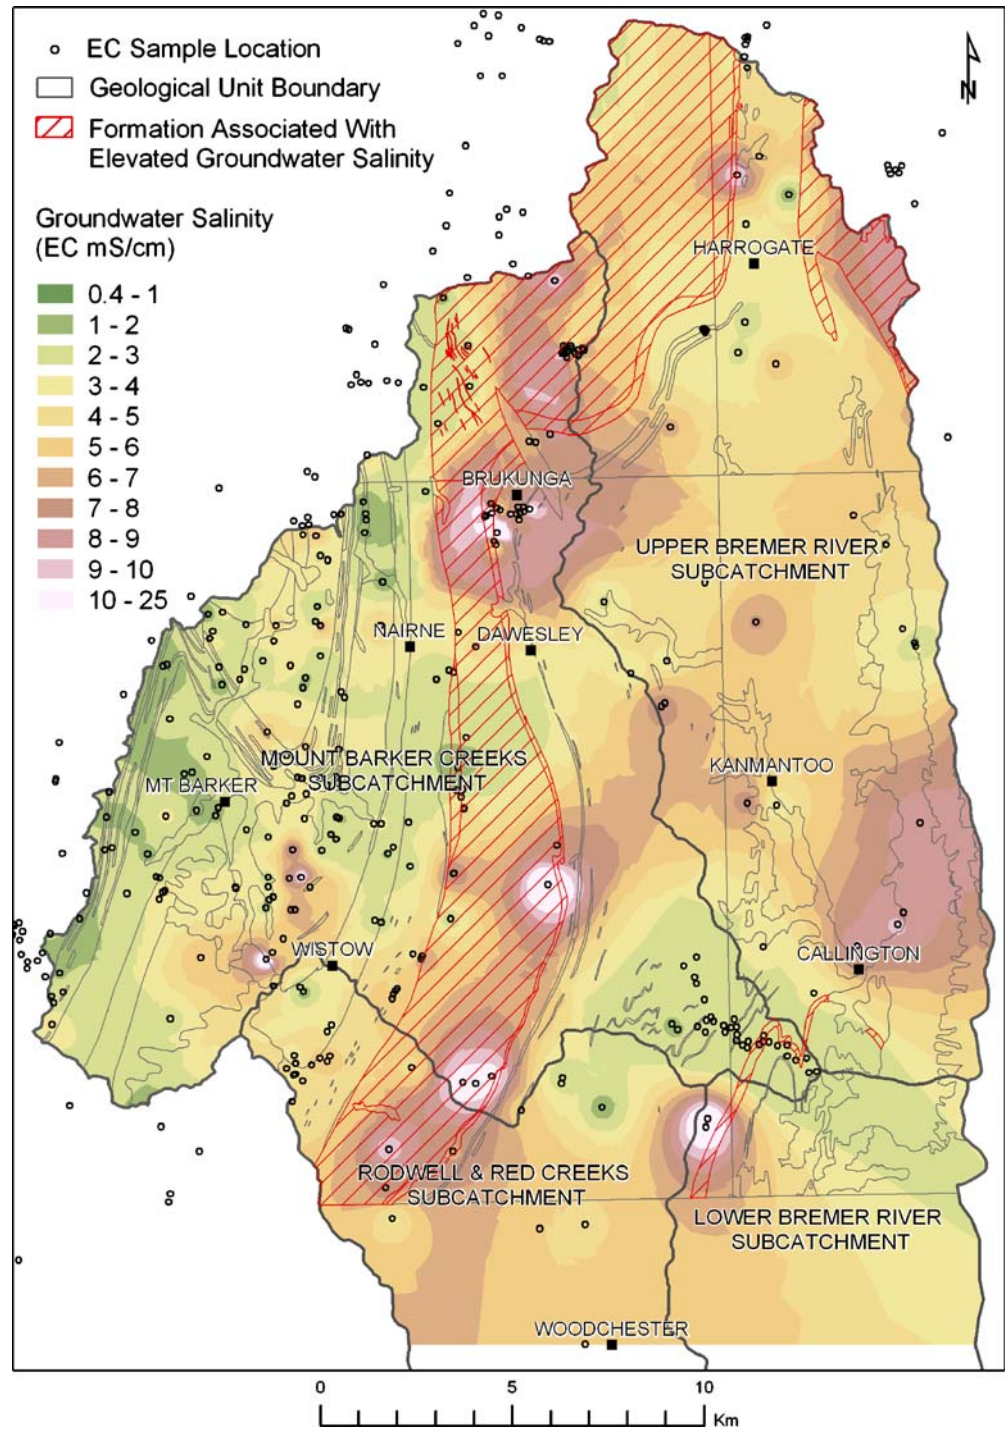 EC Sample Location
Geological Unit Boundary
Formation Associated With
Elevated Groundwater Salinity
N
Groundwater Salinity
(EC mS/cm)
0.4 - 1
1 - 2
2 - 3
3 - 4
4 - 5
5 - 6
6 - 7
7 - 8
8 - 9
9 - 10
10 - 25
HARROGATE
BRUKUNGA
UPPER BREMER RIVER
SUBCATCHMENT
NAIRNE
DAWESLEY
MOUNT BARKER CREEKS
SUBCATCHMENT
MT BARKER
KANMANTOO
WISTOW
CALLINGTON
RODWELL & RED CREEKS
SUBCATCHMENT
LOWER BREMER RIVER
SUBCATCHMENT
WOODCHESTER
0 5 10
Km